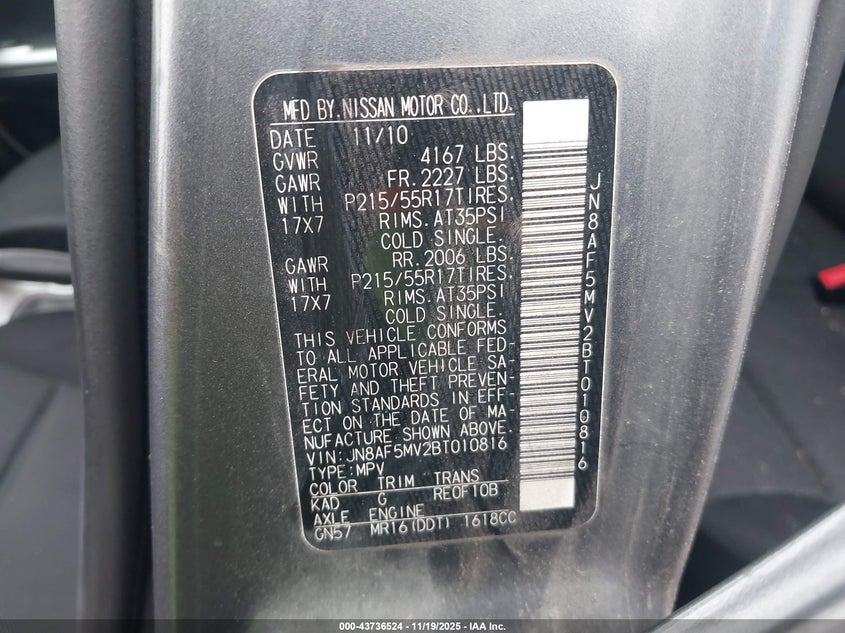 MFD BY. NISSAN MOTOR CO., LTD.
DATE 11/10
GVWR 4167 LBS.
GAWR FR. 2227 LBS.
WITH P215/55R17TIRES.
17X7 RIMS. AT35PSI
COLD SINGLE.
GAWR RR. 2006 LBS.
WITH P215/55R17TIRES.
17X7 RIMS. AT35PSI
COLD SINGLE.
THIS VEHICLE CONFORMS
TO ALL APPLICABLE FED-
ERAL MOTOR VEHICLE SA-
FETY AND THEFT PREVEN-
TION STANDARDS IN EFF-
ECT ON THE DATE OF MA-
NUFACTURE SHOWN ABOVE.
VIN: JN8AF5MV2BT010816
TYPE: MPV
COLOR TRIM TRANS
KAD G RE0F10B
AXLE ENGINE
GN57 MR16(DDT) 1618CC
JN8AF5MV2BT010816
000-43736524 | 11/19/2025 - IAA Inc.